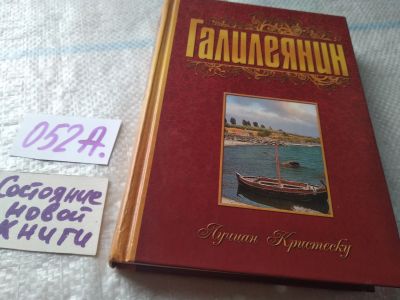 Галилеянин
052А.
Состояние
новой
книги
Лучиан Кристеску